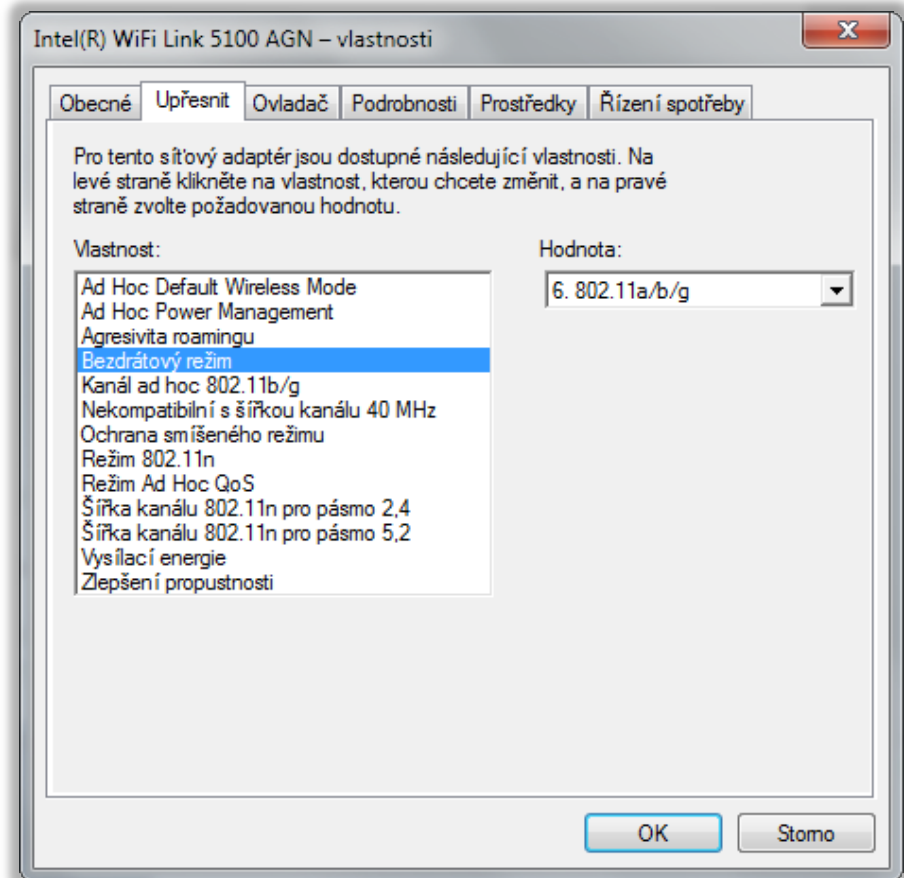 Intel(R) WiFi Link 5100 AGN – vlastnosti
Obecné Upřesnit Ovladač Podrobnosti Prostředky Řízení spotřeby
Pro tento síťový adaptér jsou dostupné následující vlastnosti. Na
levé straně klikněte na vlastnost, kterou chcete změnit, a na pravé
straně zvolte požadovanou hodnotu.
Vlastnost:
Hodnota:
Ad Hoc Default Wireless Mode
6. 802.11a/b/g
Ad Hoc Power Management
Agresivita roamingu
Bezdrátový režim
Kanál ad hoc 802.11b/g
Nekompatibilní s šířkou kanálu 40 MHz
Ochrana smíšeného režimu
Režim 802.11n
Režim Ad Hoc QoS
Šířka kanálu 802.11n pro pásmo 2,4
Šířka kanálu 802.11n pro pásmo 5,2
Vysílací energie
Zlepšení propustnosti
OK
Storno